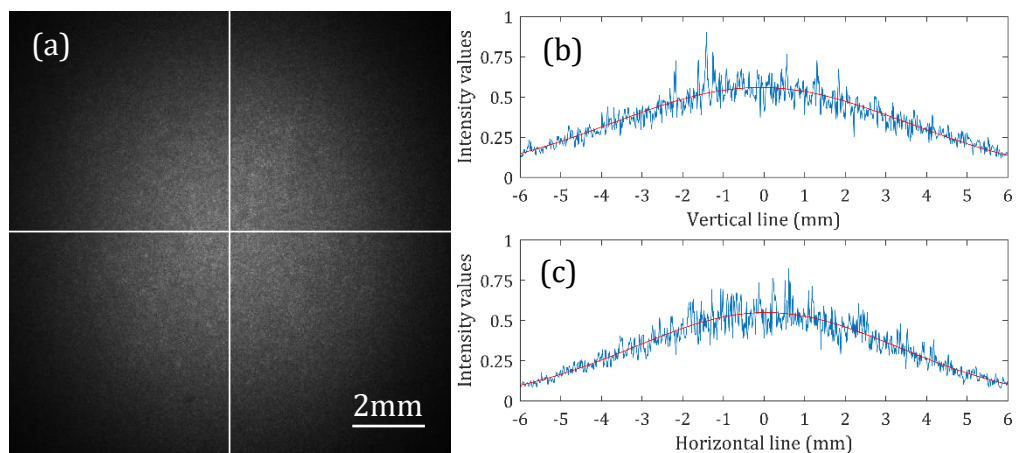 (a)
2mm
(b)
Intensity values
1
0.75
0.5
0.25
0
-6 -5 -4 -3 -2 -1 0 1 2 3 4 5 6
Vertical line (mm)
(c)
Intensity values
1
0.75
0.5
0.25
0
-6 -5 -4 -3 -2 -1 0 1 2 3 4 5 6
Horizontal line (mm)